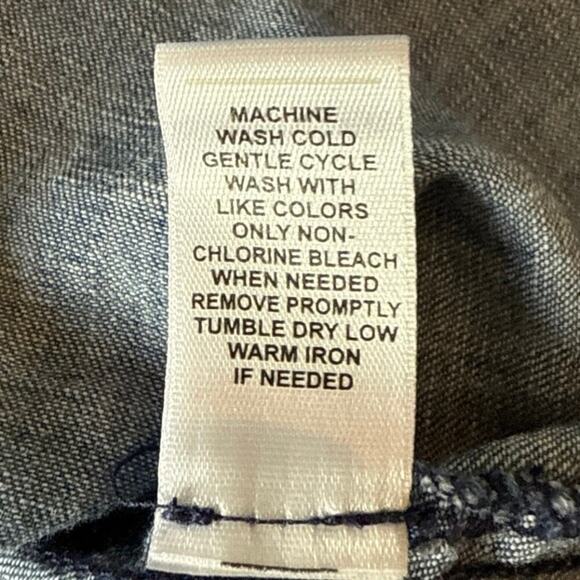 MACHINE
WASH COLD
GENTLE CYCLE
WASH WITH
LIKE COLORS
ONLY NON-
CHLORINE BLEACH
WHEN NEEDED
REMOVE PROMPTLY
TUMBLE DRY LOW
WARM IRON
IF NEEDED